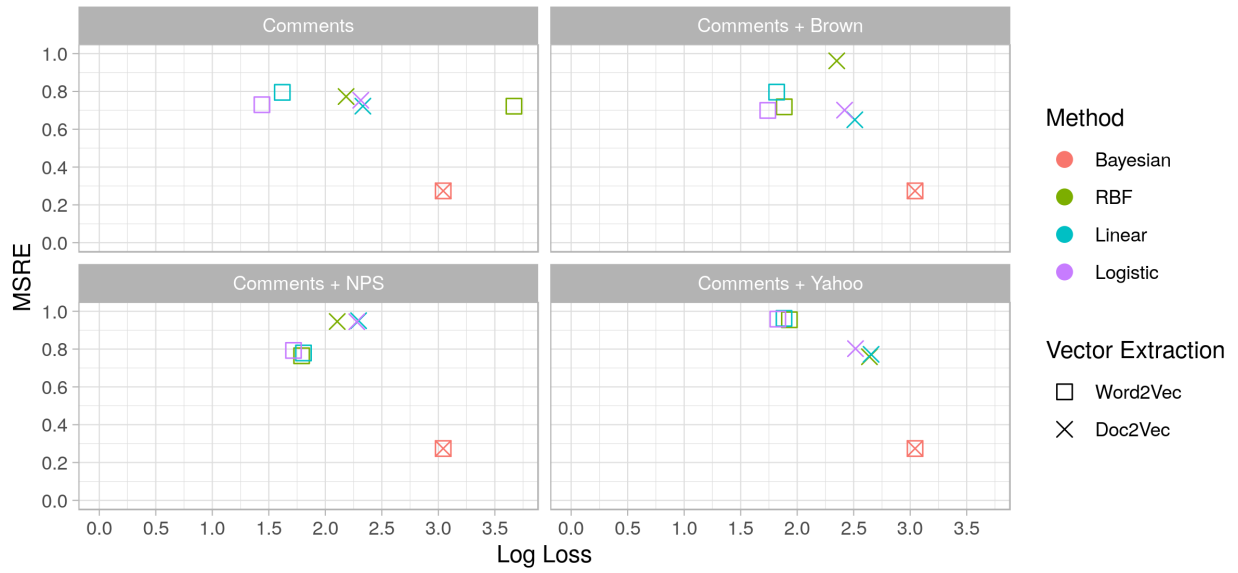 Comments
Comments + Brown
1.0
0.8
0.6
0.4
0.2
0.0
Comments + NPS
Comments + Yahoo
1.0
0.8
0.6
0.4
0.2
0.0
0.0 0.5 1.0 1.5 2.0 2.5 3.0 3.5
0.0 0.5 1.0 1.5 2.0 2.5 3.0 3.5
Log Loss
MSRE
Method
Bayesian
RBF
Linear
Logistic
Vector Extraction
Word2Vec
Doc2Vec